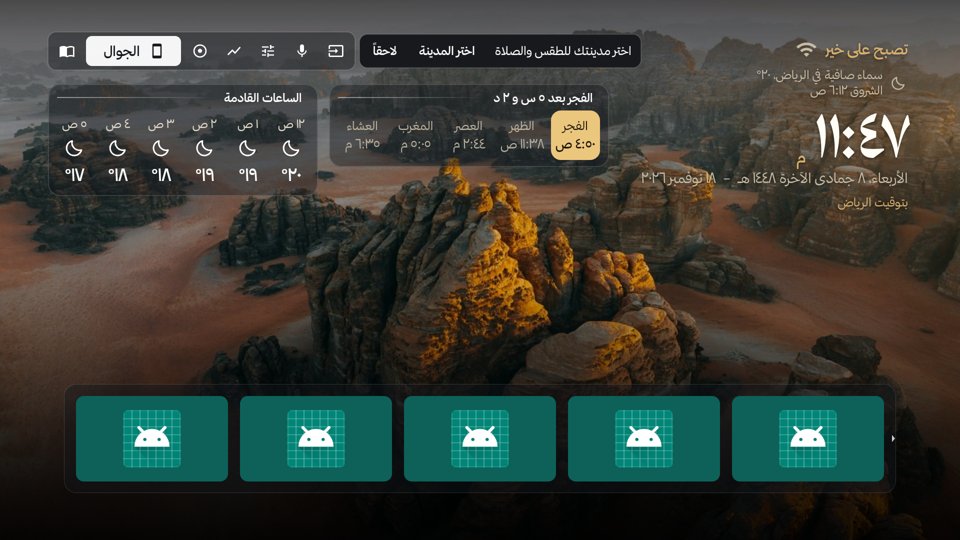 تصبح على خير
سماء صافية في الرياض، ٢٠°
الشروق ٦:١٢ ص
١١:٤٧ م
الأربعاء، ٨ جمادى الآخرة ١٤٤٨ هـ – ١٨ نوفمبر ٢٠٢٦
بتوقيت الرياض
اختر مدينتك للطقس والصلاة
اختر المدينة
لاحقاً
الجوال
الفجر بعد ٥ س و ٢ د
الفجر الظهر العصر المغرب العشاء
٤:٥٠ ص ١١:٣٨ ص ٢:٤٤ م ٥:٠٥ م ٦:٣٥ م
الساعات القادمة
١٢ ص ١ ص ٢ ص ٣ ص ٤ ص ٥ ص
٢٠° ١٩° ١٩° ١٨° ١٨° ١٧°